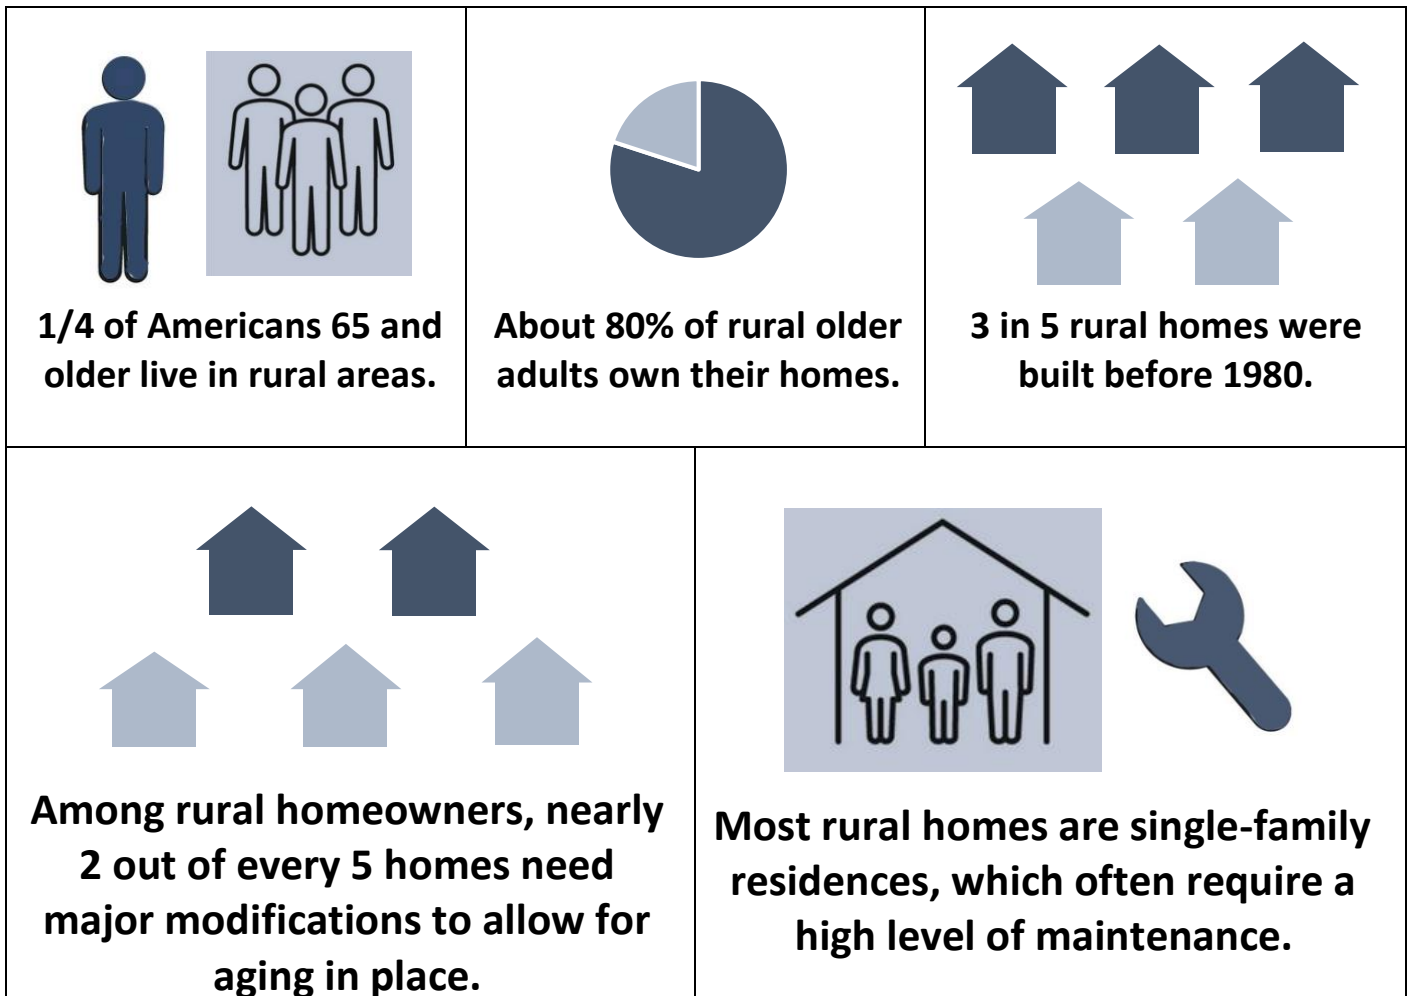 1/4 of Americans 65 and
older live in rural areas.
About 80% of rural older
adults own their homes.
3 in 5 rural homes were
built before 1980.
Among rural homeowners, nearly
2 out of every 5 homes need
major modifications to allow for
aging in place.
Most rural homes are single-family
residences, which often require a
high level of maintenance.